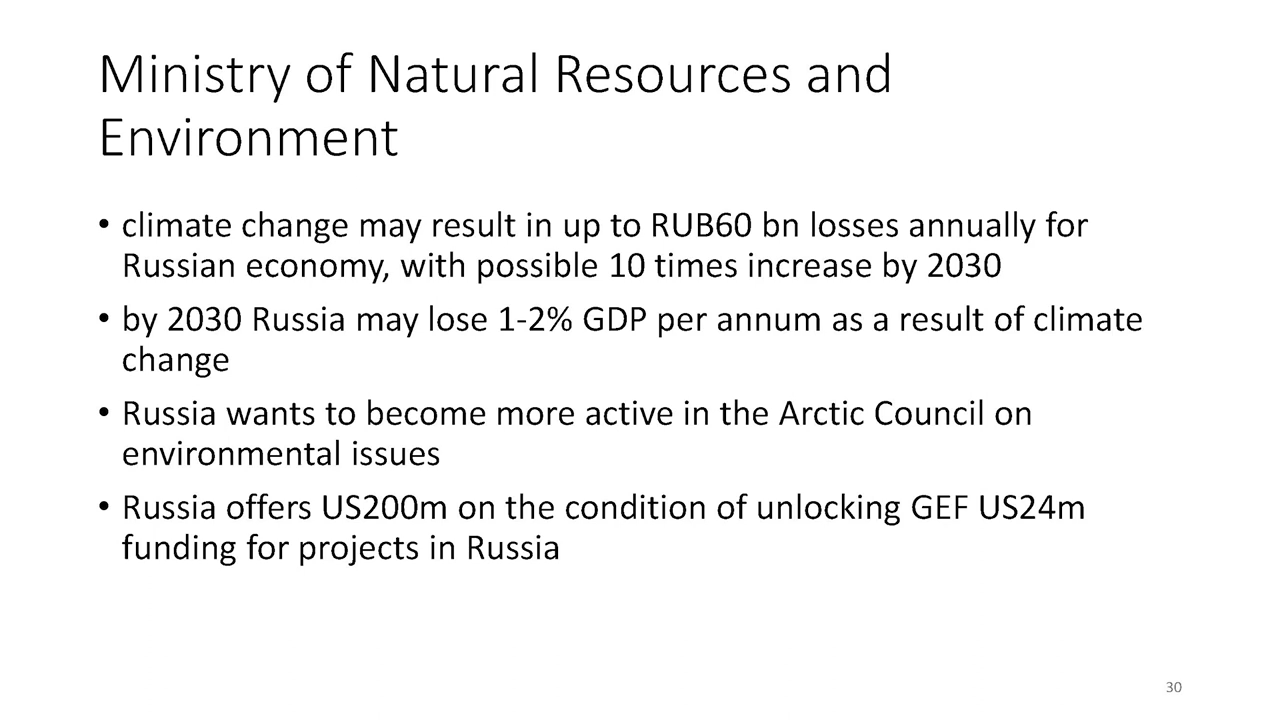 Ministry of Natural Resources and
Environment
• climate change may result in up to RUB60 bn losses annually for
Russian economy, with possible 10 times increase by 2030
• by 2030 Russia may lose 1-2% GDP per annum as a result of climate
change
• Russia wants to become more active in the Arctic Council on
environmental issues
• Russia offers US200m on the condition of unlocking GEF US24m
funding for projects in Russia
30